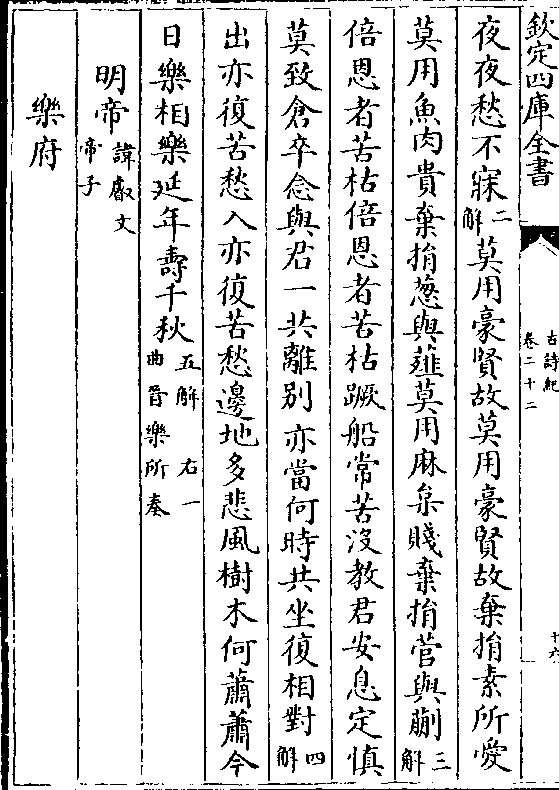 欽定四庫全書
古詩紀
卷二十二
十六
夜夜愁不寐二解莫用豪賢故莫用豪賢故棄捐素所愛
莫用魚肉貴棄捐葱與薤莫用麻枲賤棄捐菅與蒯三解
倍恩者苦枯倍恩者苦枯蹶船常苦沒教君安息定慎
莫致倉卒念與君一共離別亦當何時共坐復相對四解
出亦復苦愁入亦復苦愁邊地多悲風樹木何蕭蕭今
日樂相樂延年壽千秋五解右一曲晉樂所奏
明帝諱叡文帝子
樂府